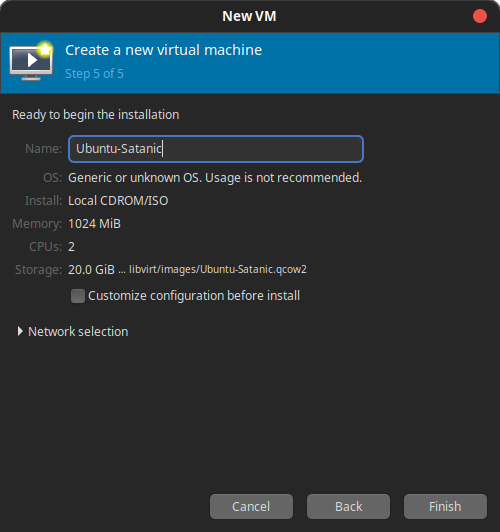 New VM
Create a new virtual machine
Step 5 of 5
Ready to begin the installation
Name: Ubuntu-Satanic
OS: Generic or unknown OS. Usage is not recommended.
Install: Local CDROM/ISO
Memory: 1024 MiB
CPUs: 2
Storage: 20.0 GiB ... libvirt/images/Ubuntu-Satanic.qcow2
Customize configuration before install
Network selection
Cancel Back Finish